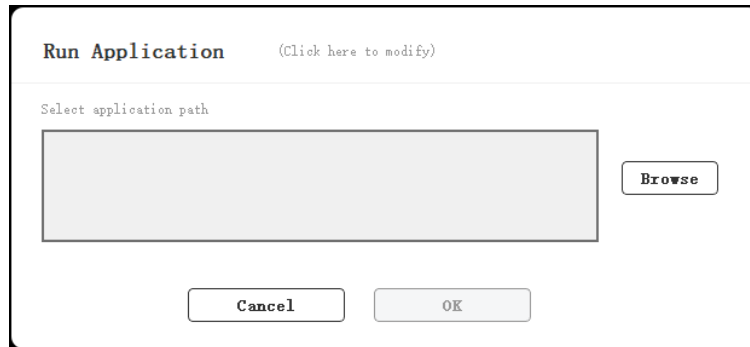 Run Application (Click here to modify)
Select application path
Browse
Cancel OK